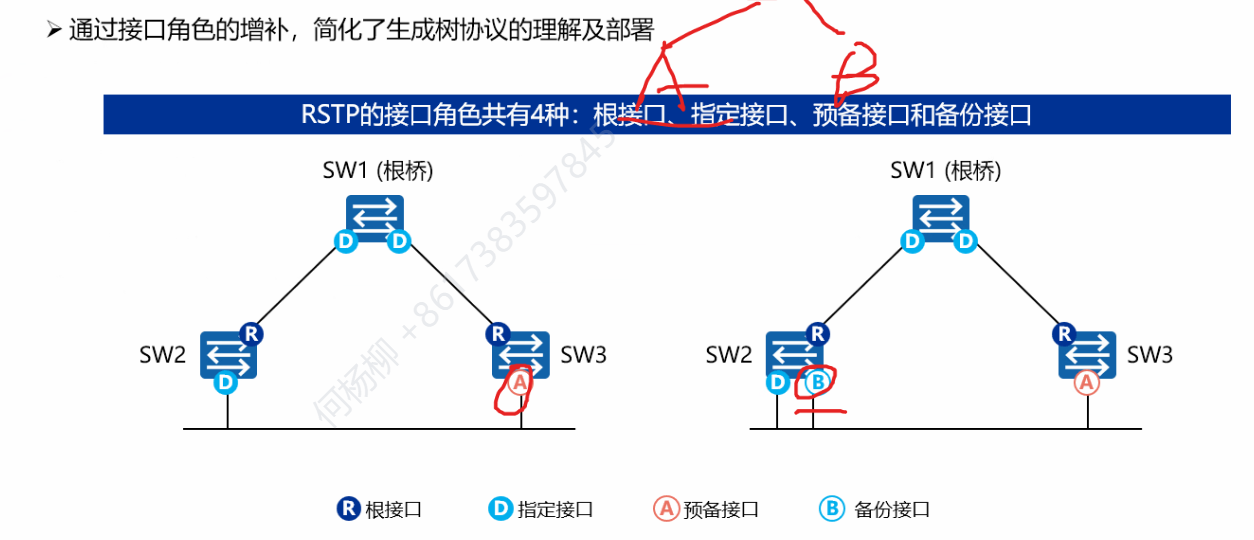 ➢ 通过接口角色的增补，简化了生成树协议的理解及部署
A B
RSTP的接口角色共有4种：根接口、指定接口、预备接口和备份接口
SW1 (根桥) SW1 (根桥)
D D D D
R R R R
SW2 SW3 SW2 SW3
D A D B A
何杨柳 +8617383597845
R 根接口 D 指定接口 A 预备接口 B 备份接口